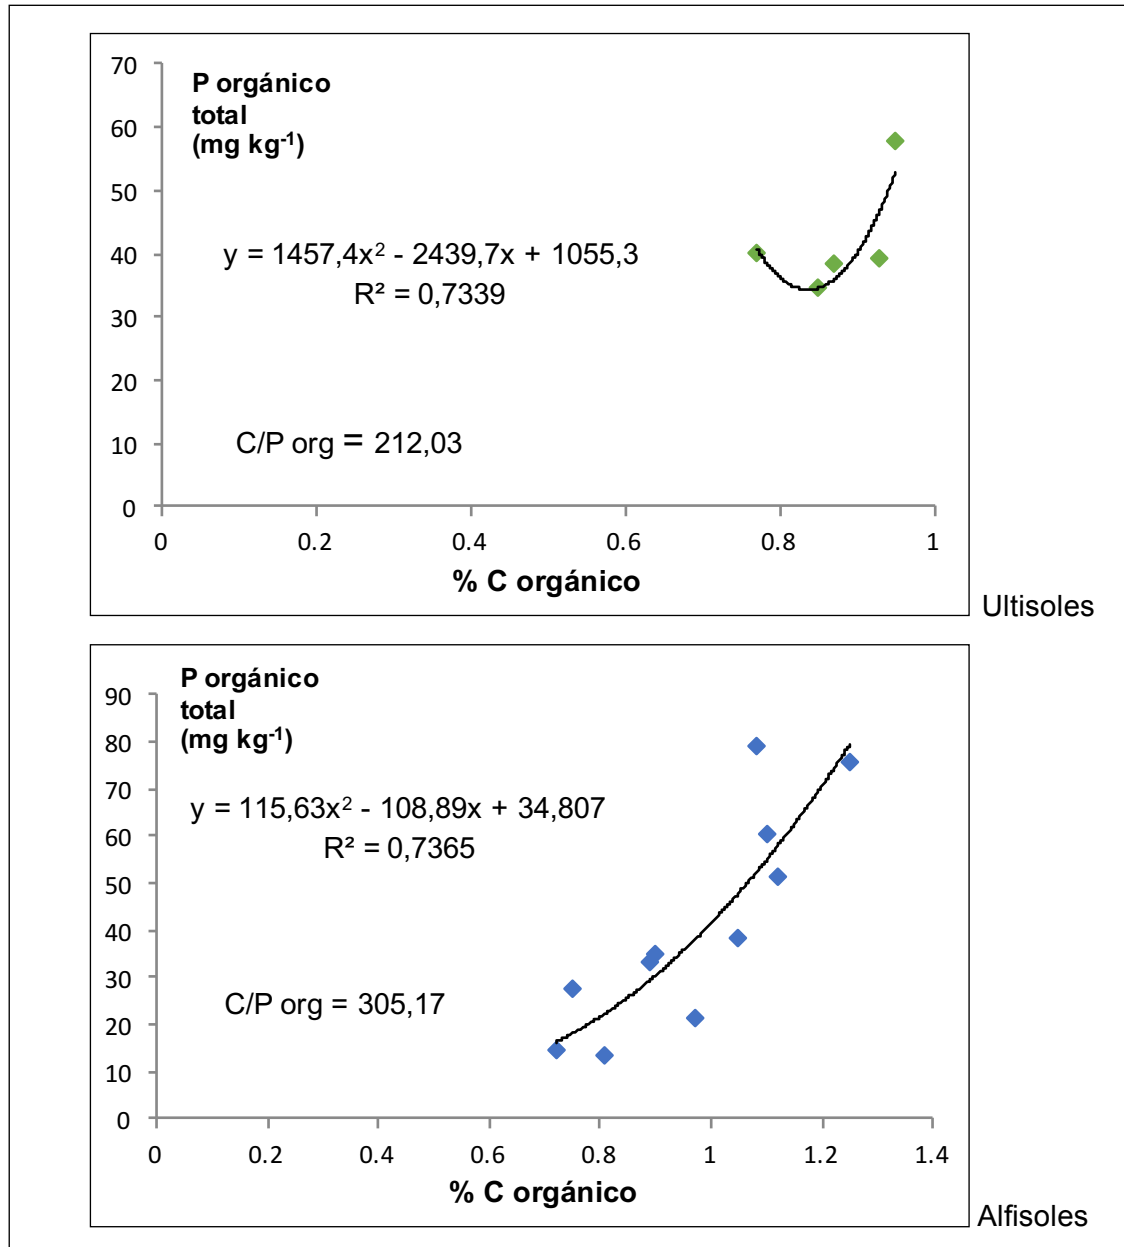 70
60
50
40
30
20
10
0
P orgánico
total
(mg kg-1)
y = 1457,4x² - 2439,7x + 1055,3
R² = 0,7339
C/P org = 212,03
0 0.2 0.4 0.6 0.8 1
% C orgánico
Ultisoles
90
80
70
60
50
40
30
20
10
0
P orgánico
total
(mg kg-1)
y = 115,63x² - 108,89x + 34,807
R² = 0,7365
C/P org = 305,17
0 0.2 0.4 0.6 0.8 1 1.2 1.4
% C orgánico
Alfisoles